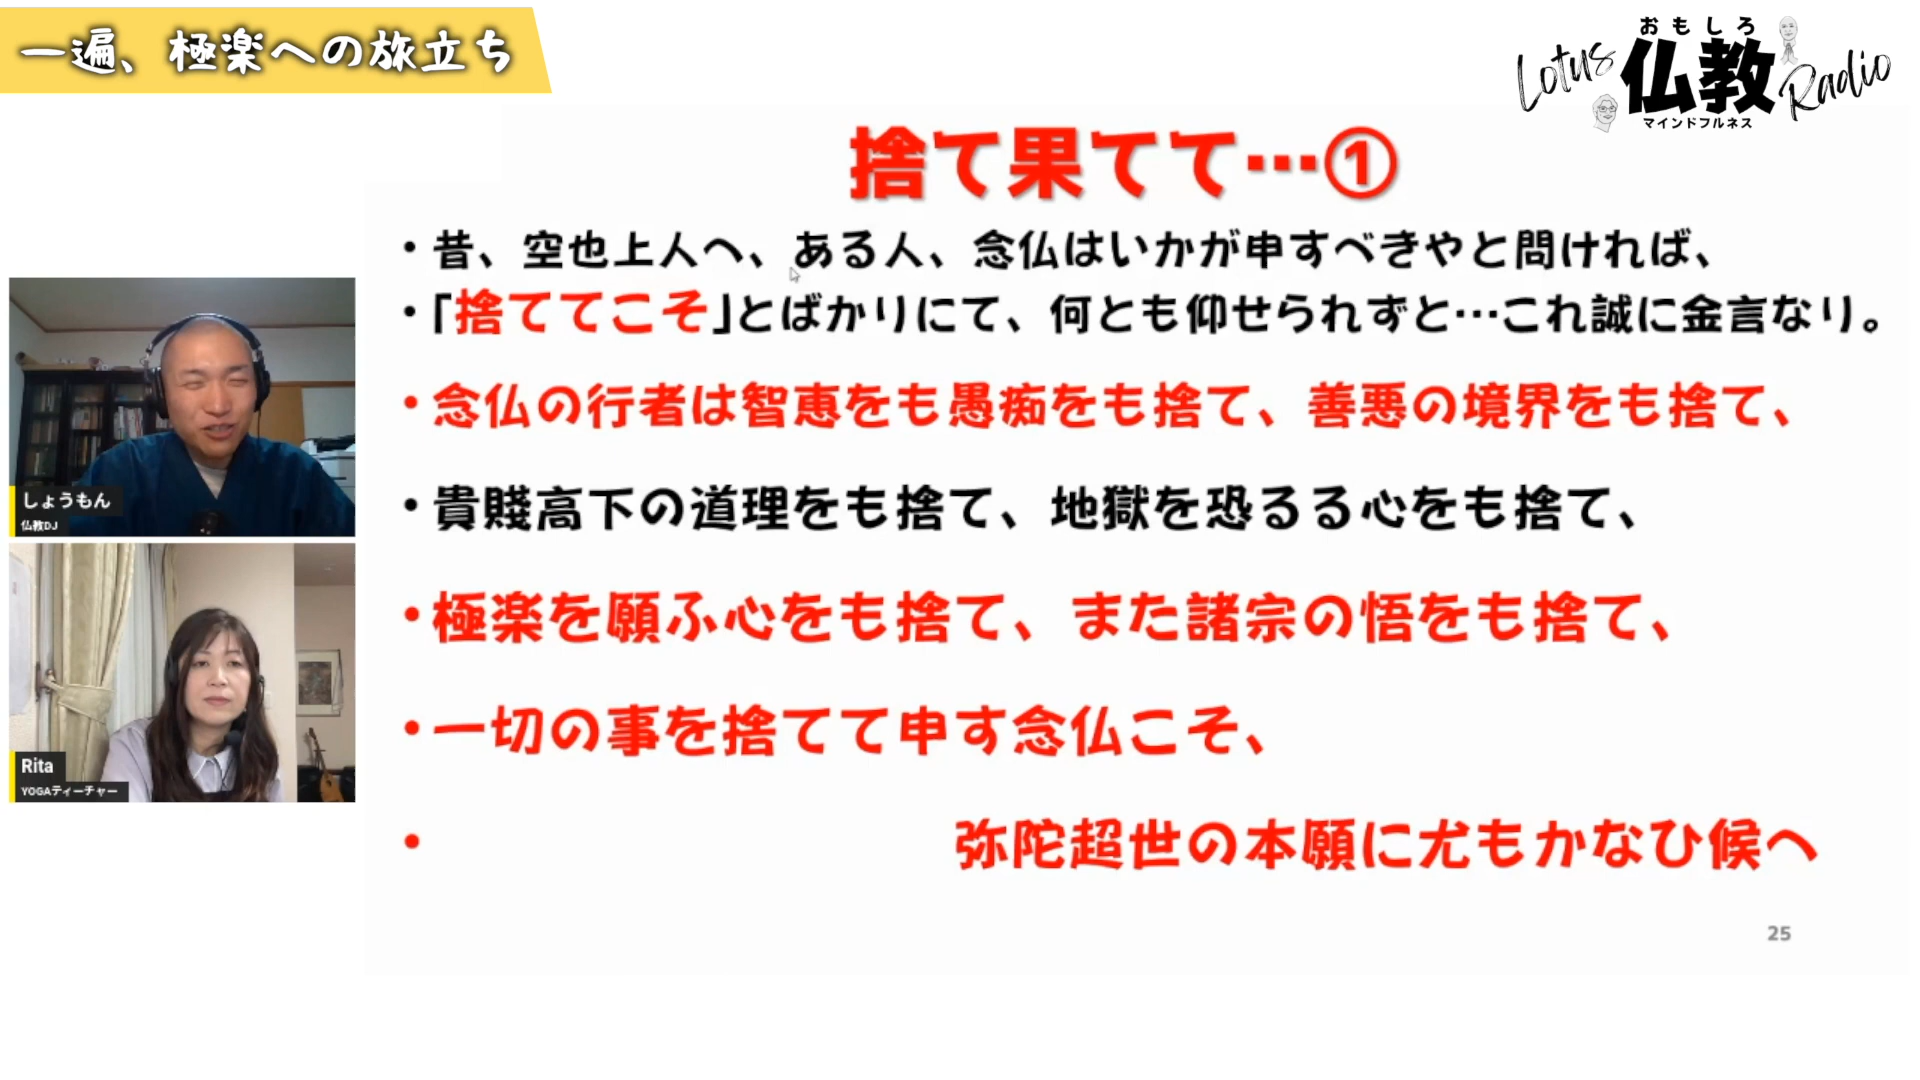 一遍、極楽への旅立ち
おもしろ
Lotus 仏教 Radio
マインドフルネス
捨て果てて…①
・昔、空也上人へ、ある人、念仏はいかが申すべきやと問ければ、
・「捨ててこそ」とばかりにて、何とも仰せられずと…これ誠に金言なり。
・念仏の行者は智恵をも愚痴をも捨て、善悪の境界をも捨て、
・貴賤高下の道理をも捨て、地獄を恐るる心をも捨て、
・極楽を願ふ心をも捨て、また諸宗の悟をも捨て、
・一切の事を捨てて申す念仏こそ、
・ 弥陀超世の本願に尤もかなひ候へ
25
しょうもん
仏教DJ
Rita
YOGAティーチャー